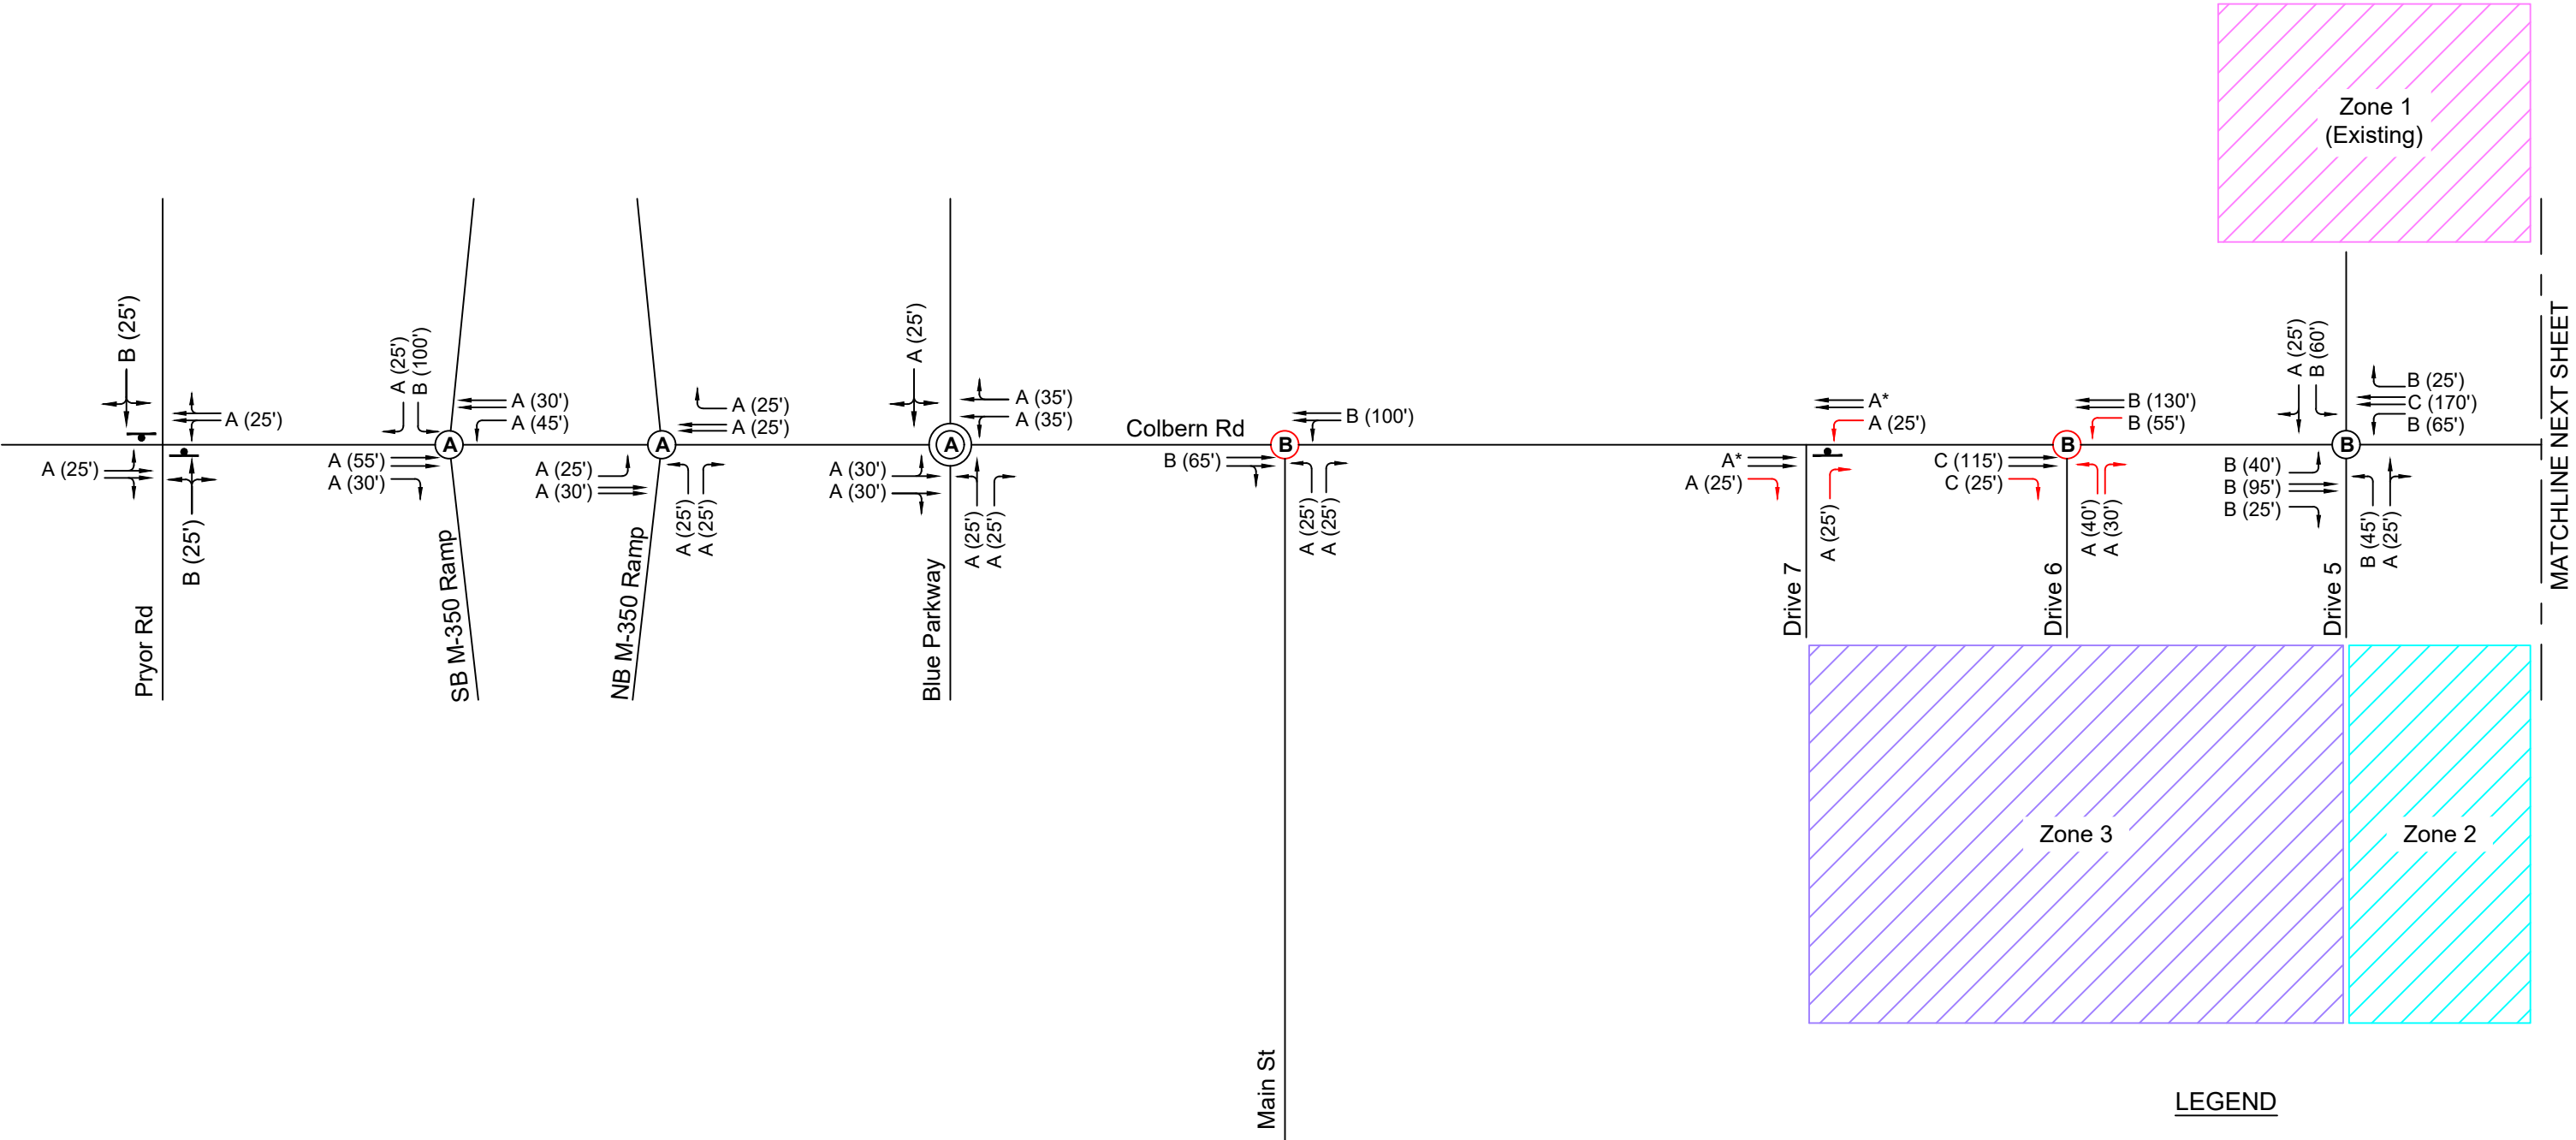 Zone 1
(Existing)
B (25')
A (25')
A (25')
B (25')
Pryor Rd
A (25')
B (100')
A (30')
A (45')
A
A (55')
A (30')
SB M-350 Ramp
A (25')
A (25')
A
A (25')
A (30')
A (25')
A (25')
NB M-350 Ramp
A (25')
A (35')
A (35')
A
A (30')
A (30')
A (25')
A (25')
Blue Parkway
Colbern Rd
B (100')
B
B (65')
A (25')
A (25')
Main St
A*
A (25')
A*
A (25')
A (25')
Drive 7
B (130')
B (55')
B
C (115')
C (25')
A (40')
A (30')
Drive 6
A (25')
B (60')
B (25')
C (170')
B (65')
B
B (40')
B (95')
B (25')
B (45')
A (25')
Drive 5
MATCHLINE NEXT SHEET
Zone 3
Zone 2
LEGEND